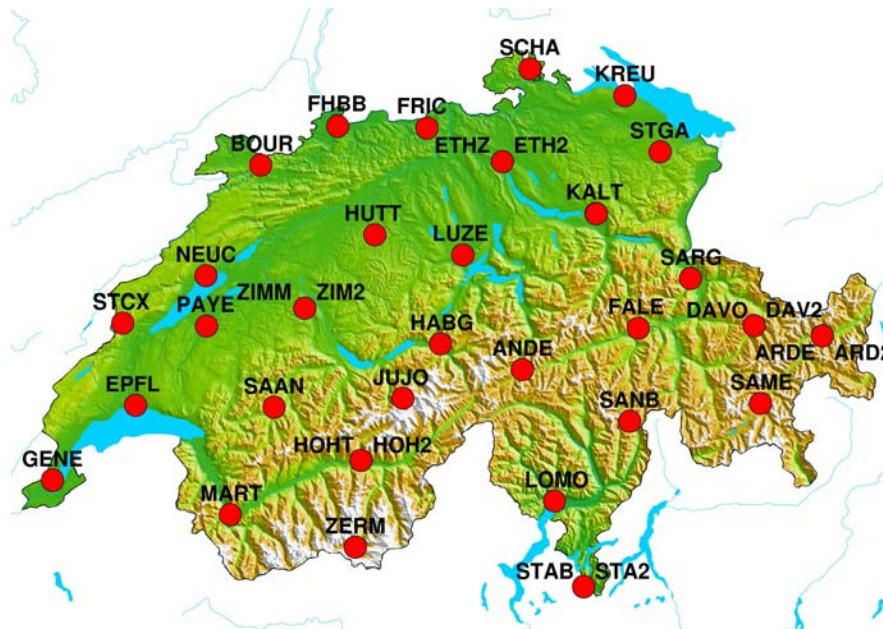 SCHA
KREU
FHBB
FRIC
BOUR
ETHZ
ETH2
STGA
KALT
HUTT
LUZE
NEUC
SARG
STCX
PAYE
ZIMM
ZIM2
HABG
FALE
DAVO
DAV2
ANDE
ARDE
ARD2
EPFL
SAAN
JUJO
SANB
SAME
GENE
HOHT
HOH2
MART
LOMO
ZERM
STAB
STA2